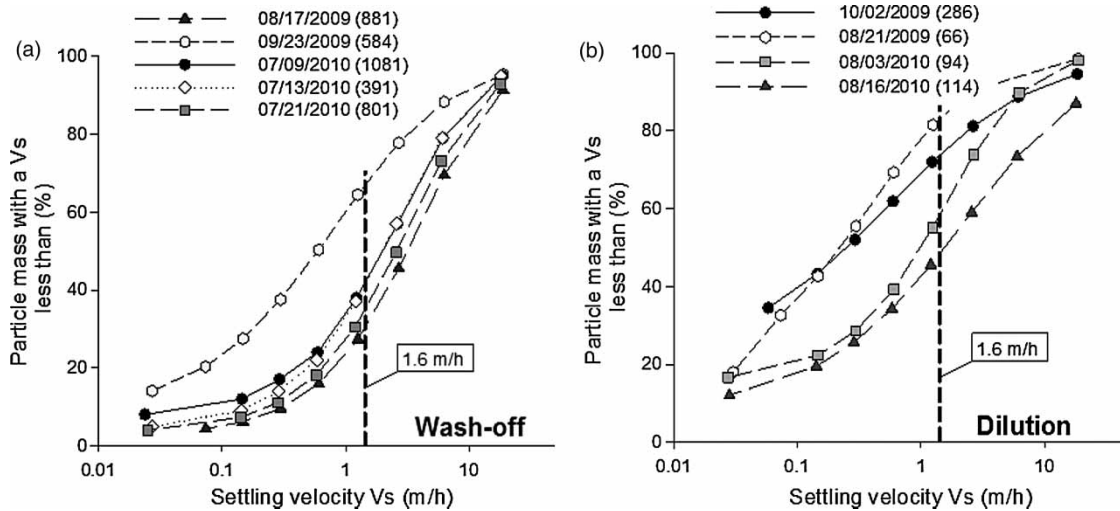 (a)
08/17/2009 (881)
09/23/2009 (584)
07/09/2010 (1081)
07/13/2010 (391)
07/21/2010 (801)
Particle mass with a Vs
less than (%)
100
80
60
40
20
0
1.6 m/h
Wash-off
0.01
0.1
1
10
Settling velocity Vs (m/h)
(b)
10/02/2009 (286)
08/21/2009 (66)
08/03/2010 (94)
08/16/2010 (114)
Particle mass with a Vs
less than (%)
100
80
60
40
20
0
1.6 m/h
Dilution
0.01
0.1
1
10
Settling velocity Vs (m/h)